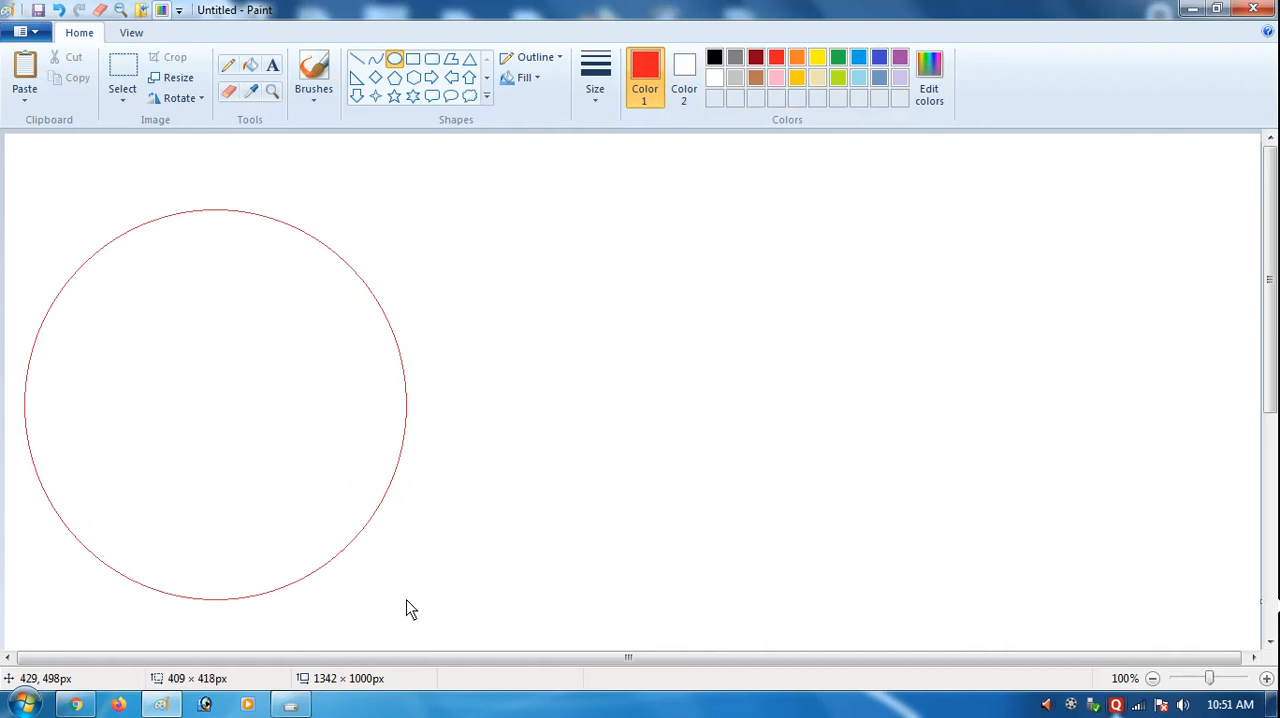 Untitled - Paint
Home View
Paste
Cut
Copy
Clipboard
Select
Crop
Resize
Rotate
Image
A
Tools
Brushes
Outline
Fill
Shapes
Size
Color 1
Color 2
Edit colors
Colors
429, 498px 409 × 418px 1342 × 1000px 100%
10:51 AM